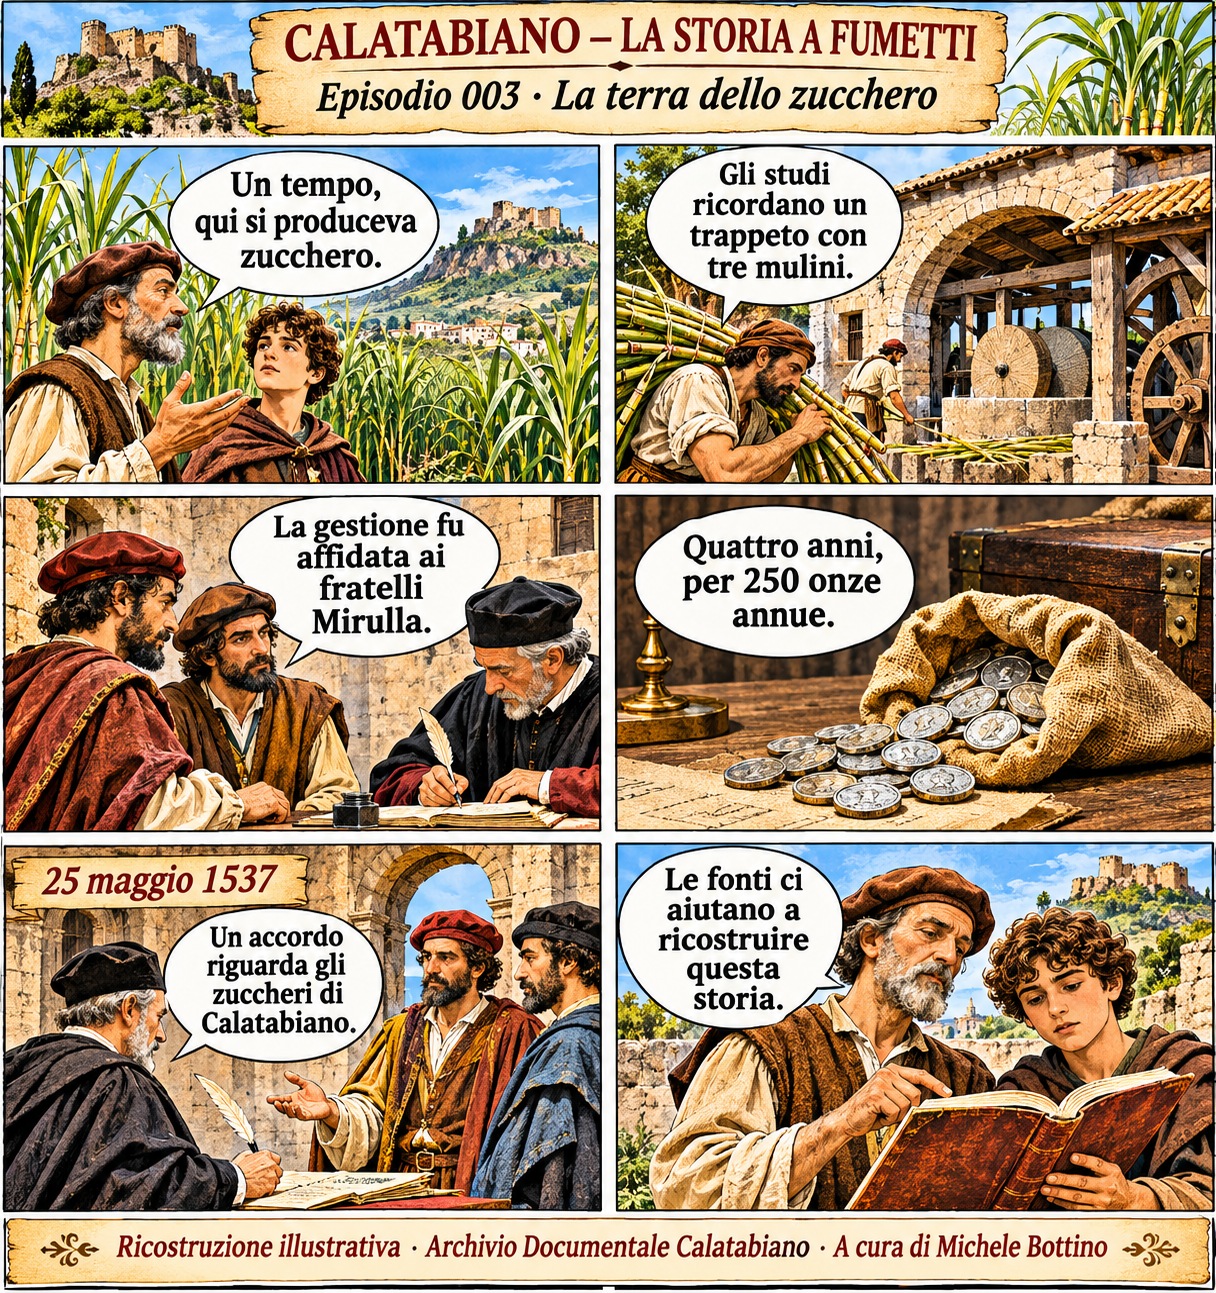 CALATABIANO – LA STORIA A FUMETTI
Episodio 003 · La terra dello zucchero
Un tempo,
qui si produceva
zucchero.
Gli studi
ricordano un
trappeto con
tre mulini.
La gestione fu
affidata ai
fratelli
Mirulla.
Quattro anni,
per 250 onze
annue.
25 maggio 1537
Un accordo
riguarda gli
zuccheri di
Calatabiano.
Le fonti ci
aiutano a
ricostruire
questa
storia.
Ricostruzione illustrativa · Archivio Documentale Calatabiano · A cura di Michele Bottino